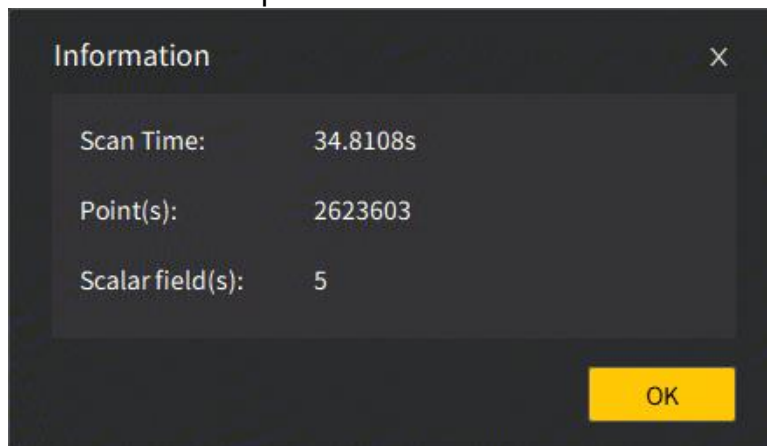 Information
Scan Time: 34.8108s
Point(s): 2623603
Scalar field(s): 5
OK